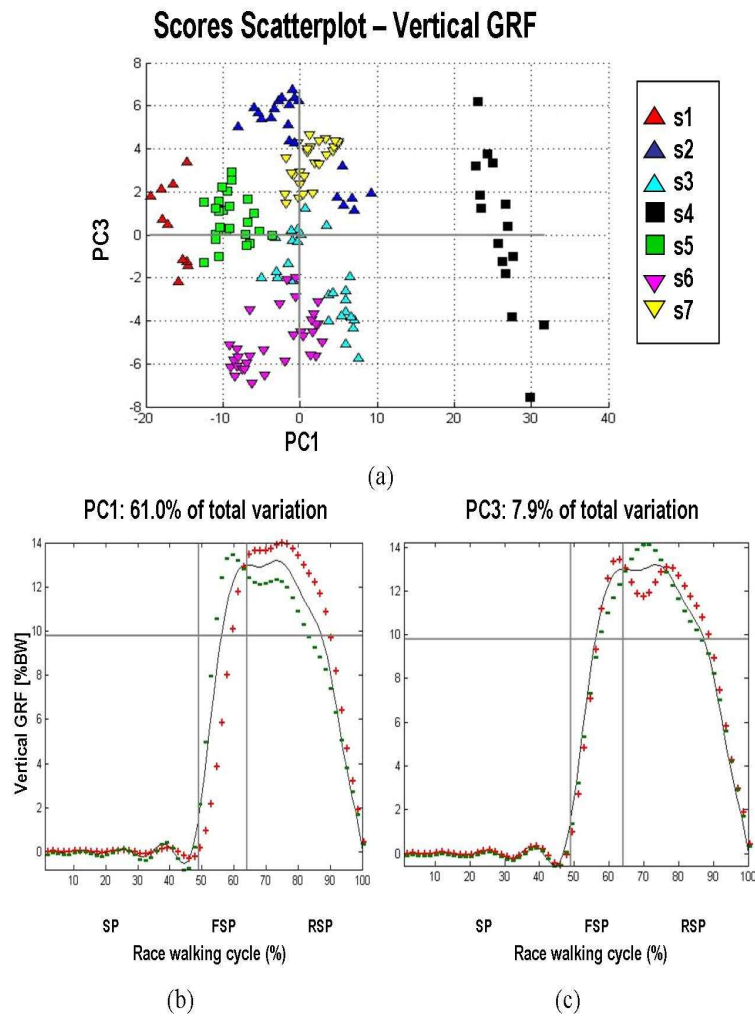 Scores Scatterplot – Vertical GRF
8
6
4
2
0
-2
-4
-6
-8
PC3
-20
-10
0
10
20
30
40
PC1
s1
s2
s3
s4
s5
s6
s7
(a)
PC1: 61.0% of total variation
14
12
10
8
6
4
2
0
Vertical GRF [%BW]
10 20 30 40 50 60 70 80 90 100
SP FSP RSP
Race walking cycle (%)
(b)
PC3: 7.9% of total variation
14
12
10
8
6
4
2
0
10 20 30 40 50 60 70 80 90 100
SP FSP RSP
Race walking cycle (%)
(c)